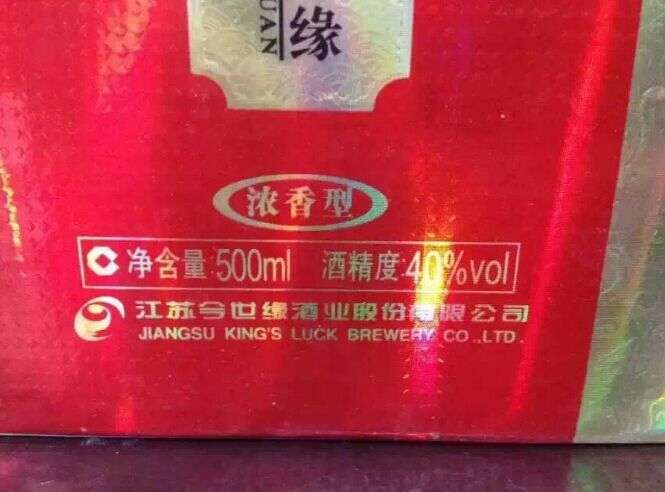 缘
UAN
浓香型
净含量:500ml 酒精度:40%vol
江苏今世缘酒业股份有限公司
JIANGSU KING'S LUCK BREWERY CO.,LTD.